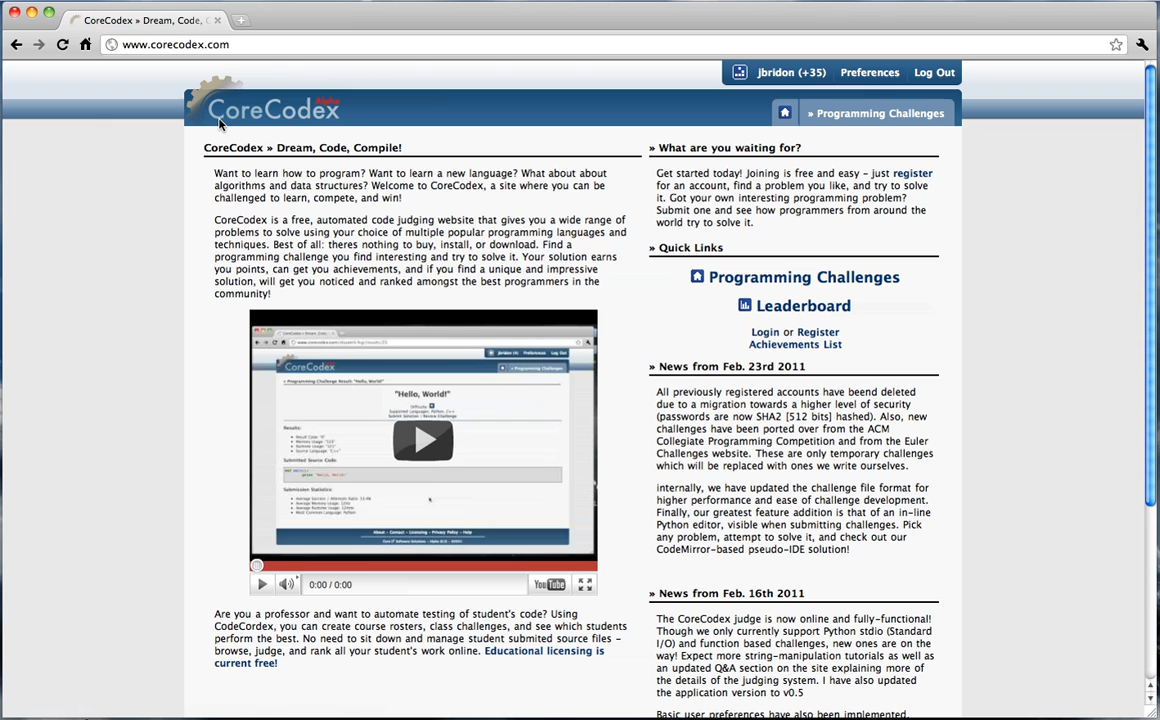 CoreCodex » Dream, Code, C
www.corecodex.com
jbridon (+35) Preferences Log Out
CoreCodex Alpha
» Programming Challenges
CoreCodex » Dream, Code, Compile!
Want to learn how to program? Want to learn a new language? What about about
algorithms and data structures? Welcome to CoreCodex, a site where you can be
challenged to learn, compete, and win!
CoreCodex is a free, automated code judging website that gives you a wide range of
problems to solve using your choice of multiple popular programming languages and
techniques. Best of all: theres nothing to buy, install, or download. Find a
programming challenge you find interesting and try to solve it. Your solution earns
you points, can get you achievements, and if you find a unique and impressive
solution, will get you noticed and ranked amongst the best programmers in the
community!
CoreCodex
» Programming Challenges
» Programming Challenge Result "Hello, World!"
"Hello, World!"
Results:
Submitted Source Code:
Submission Statistics:
0:00 / 0:00
YouTube
Are you a professor and want to automate testing of student's code? Using
CodeCordex, you can create course rosters, class challenges, and see which students
perform the best. No need to sit down and manage student submited source files -
browse, judge, and rank all your student's work online. Educational licensing is
current free!
» What are you waiting for?
Get started today! Joining is free and easy - just register
for an account, find a problem you like, and try to solve
it. Got your own interesting programming problem?
Submit one and see how programmers from around the
world try to solve it.
» Quick Links
Programming Challenges
Leaderboard
Login or Register
Achievements List
» News from Feb. 23rd 2011
All previously registered accounts have beend deleted
due to a migration towards a higher level of security
(passwords are now SHA2 [512 bits] hashed). Also, new
challenges have been ported over from the ACM
Collegiate Programming Competition and from the Euler
Challenges website. These are only temporary challenges
which will be replaced with ones we write ourselves.
internally, we have updated the challenge file format for
higher performance and ease of challenge development.
Finally, our greatest feature addition is that of an in-line
Python editor, visible when submitting challenges. Pick
any problem, attempt to solve it, and check out our
CodeMirror-based pseudo-IDE solution!
» News from Feb. 16th 2011
The CoreCodex judge is now online and fully-functional!
Though we only currently support Python stdio (Standard
I/O) and function based challenges, new ones are on the
way! Expect more string-manipulation tutorials as well as
an updated Q&A section on the site explaining more of
the details of the judging system. I have also updated
the application version to v0.5
Basic user preferences have also been implemented.